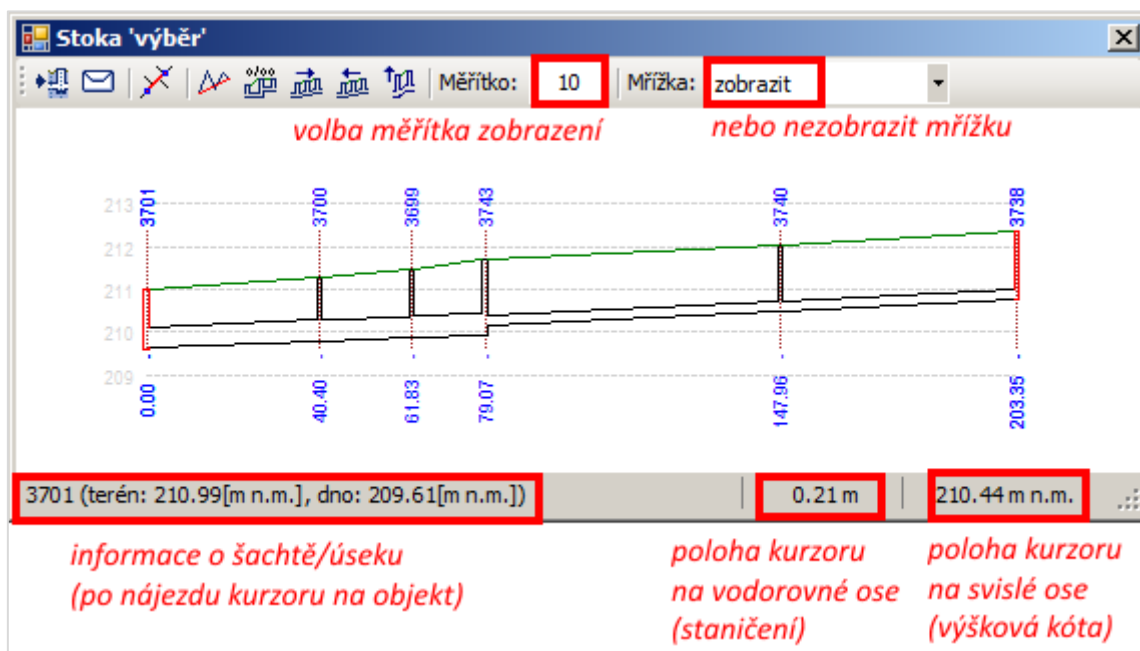 Stoka 'výběr'
Měřítko: 10 Mřížka: zobrazit
volba měřítka zobrazení nebo nezobrazit mřížku
3701 3700 3699 3743 3740 3738
213
212
211
210
209
0.00 40.40 61.83 79.07 147.96 203.35
3701 (terén: 210.99[m n.m.], dno: 209.61[m n.m.]) 0.21 m 210.44 m n.m.
informace o šachtě/úseku
(po nájezdu kurzoru na objekt)
poloha kurzoru
na vodorovné ose
(staničení)
poloha kurzoru
na svislé ose
(výšková kóta)